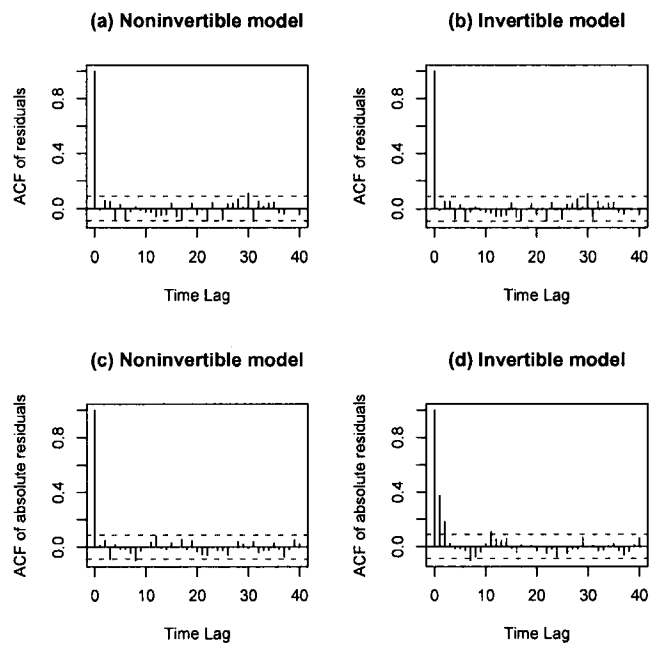 (a) Noninvertible model
ACF of residuals
0.8
0.4
0.0
0 10 20 30 40
Time Lag
(b) Invertible model
ACF of residuals
0.8
0.4
0.0
0 10 20 30 40
Time Lag
(c) Noninvertible model
ACF of absolute residuals
0.8
0.4
0.0
0 10 20 30 40
Time Lag
(d) Invertible model
ACF of absolute residuals
0.8
0.4
0.0
0 10 20 30 40
Time Lag